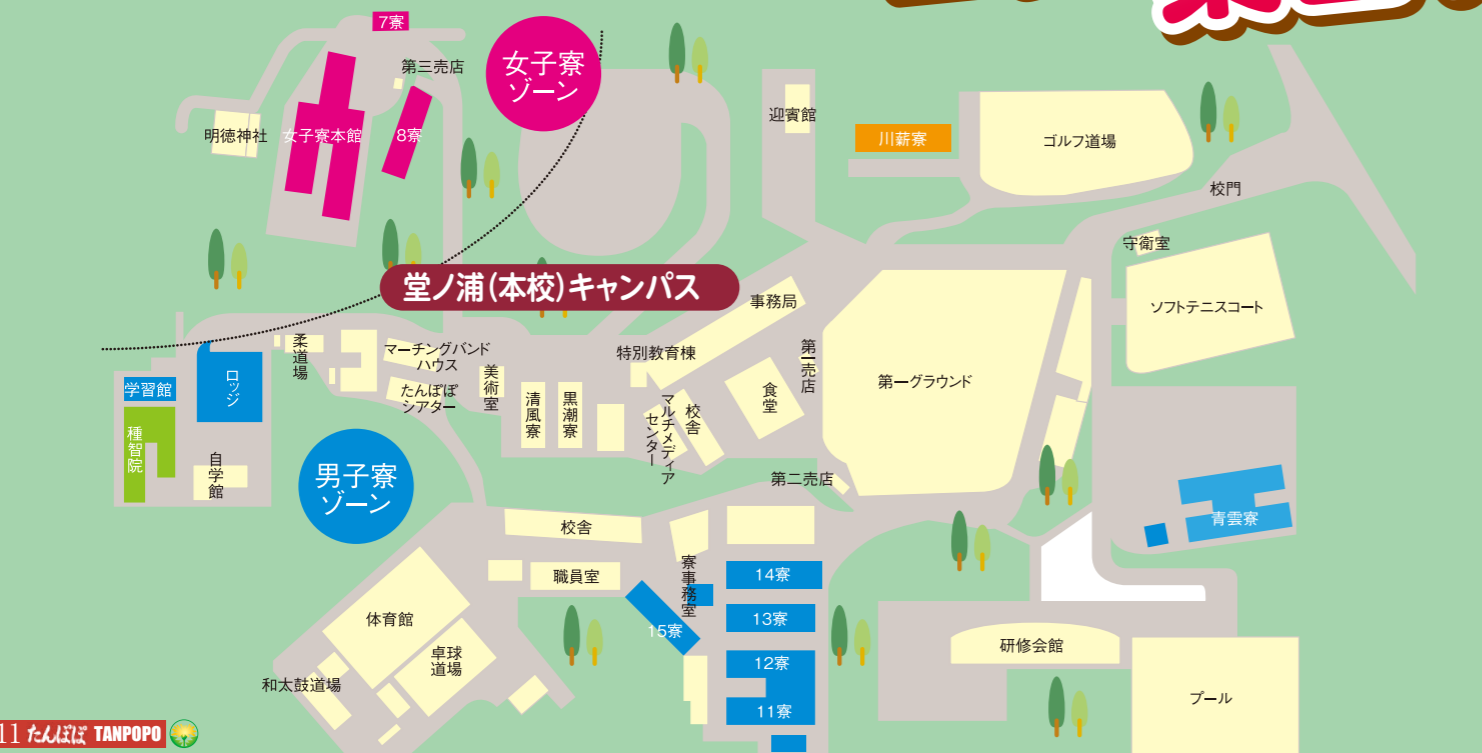 7寮
女子寮
ゾーン
第三売店
明徳神社
女子寮本館
8寮
迎賓館
川薪寮
ゴルフ道場
校門
守衛室
ソフトテニスコート
堂ノ浦(本校)キャンパス
事務局
特別教育棟
第一売店
食堂
第一グラウンド
柔道場
マーチングバンド
ハウス
たんぽぽ
シアター
美術室
清風寮
黒潮寮
マルチメディア
センター
校舎
学習館
ロッジ
種智院
自学館
男子寮
ゾーン
第二売店
青雲寮
校舎
職員室
寮事務室
14寮
13寮
15寮
12寮
11寮
体育館
卓球
道場
和太鼓道場
研修会館
プール
11 たんぽぽ TANPOPO